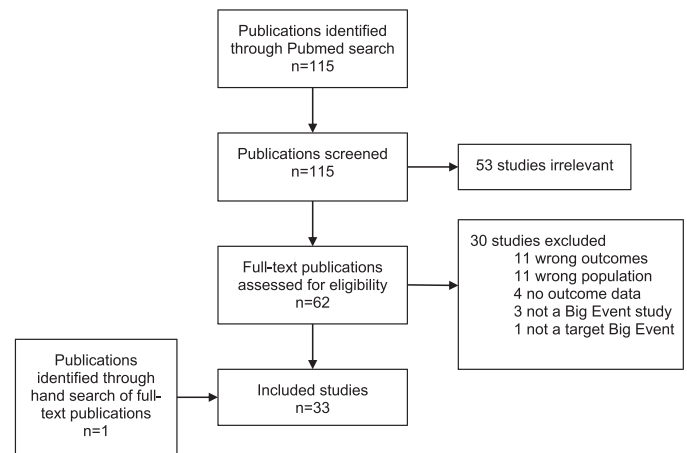 Publications identified
through Pubmed search
n=115
Publications screened
n=115
53 studies irrelevant
Full-text publications
assessed for eligibility
n=62
30 studies excluded
11 wrong outcomes
11 wrong population
4 no outcome data
3 not a Big Event study
1 not a target Big Event
Publications
identified through
hand search of full-
text publications
n=1
Included studies
n=33